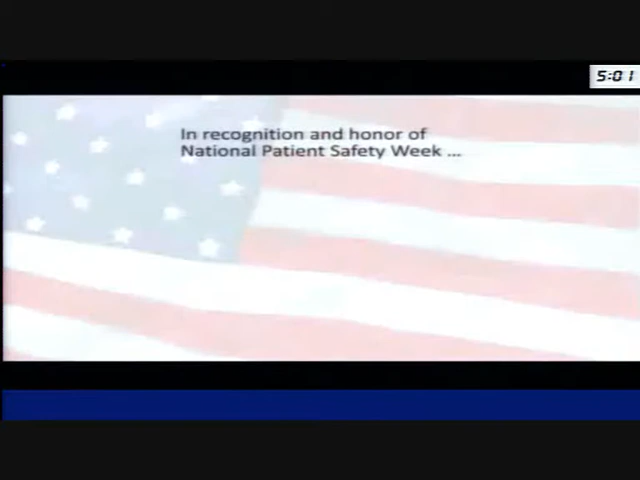 5:01
In recognition and honor of
National Patient Safety Week ...